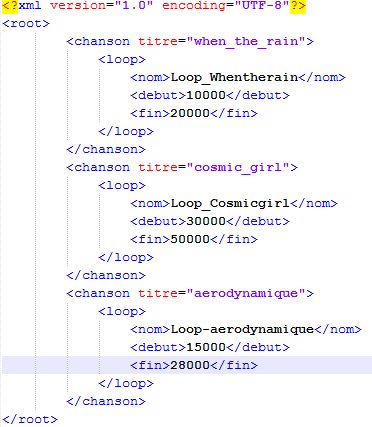 <?xml version="1.0" encoding="UTF-8"?>
<root>
<chanson titre="when_the_rain">
<loop>
<nom>Loop_Whentherain</nom>
<debut>10000</debut>
<fin>20000</fin>
</loop>
</chanson>
<chanson titre="cosmic_girl">
<loop>
<nom>Loop_Cosmicgirl</nom>
<debut>30000</debut>
<fin>50000</fin>
</loop>
</chanson>
<chanson titre="aerodynamique">
<loop>
<nom>Loop-aerodynamique</nom>
<debut>15000</debut>
<fin>28000</fin>
</loop>
</chanson>
</root>